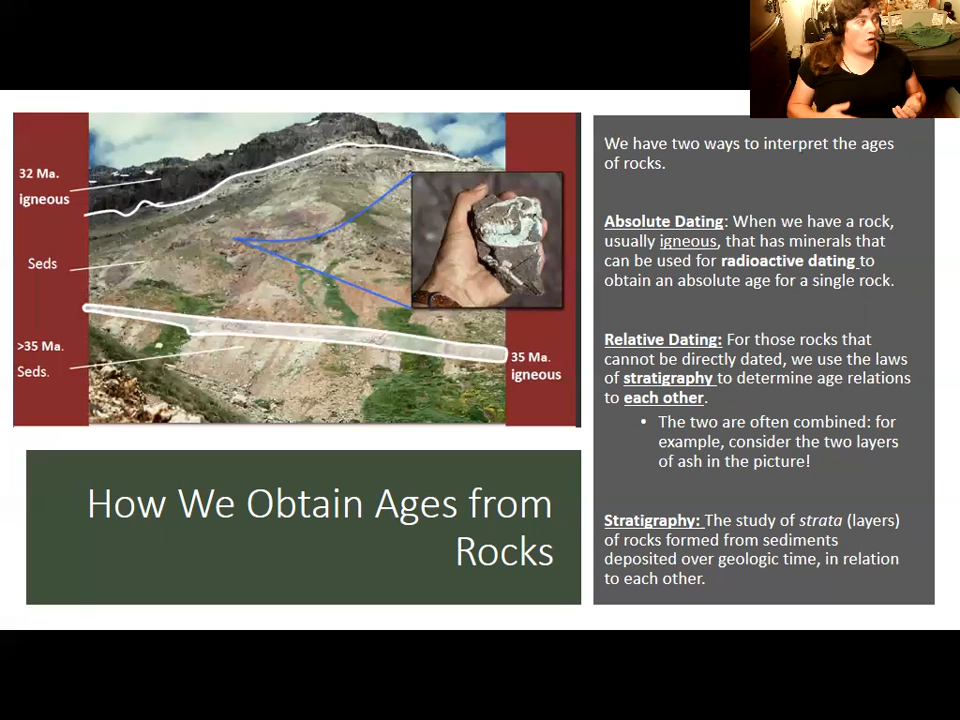 32 Ma.
igneous
Seds
>35 Ma.
Seds.
35 Ma.
igneous
How We Obtain Ages from
Rocks
We have two ways to interpret the ages
of rocks.
Absolute Dating: When we have a rock,
usually igneous, that has minerals that
can be used for radioactive dating to
obtain an absolute age for a single rock.
Relative Dating: For those rocks that
cannot be directly dated, we use the laws
of stratigraphy to determine age relations
to each other.
• The two are often combined: for
example, consider the two layers
of ash in the picture!
Stratigraphy: The study of strata (layers)
of rocks formed from sediments
deposited over geologic time, in relation
to each other.